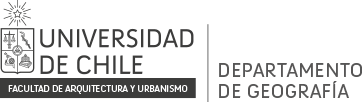 UNIVERSIDAD
DE CHILE
FACULTAD DE ARQUITECTURA Y URBANISMO
DEPARTAMENTO
DE GEOGRAFÍA